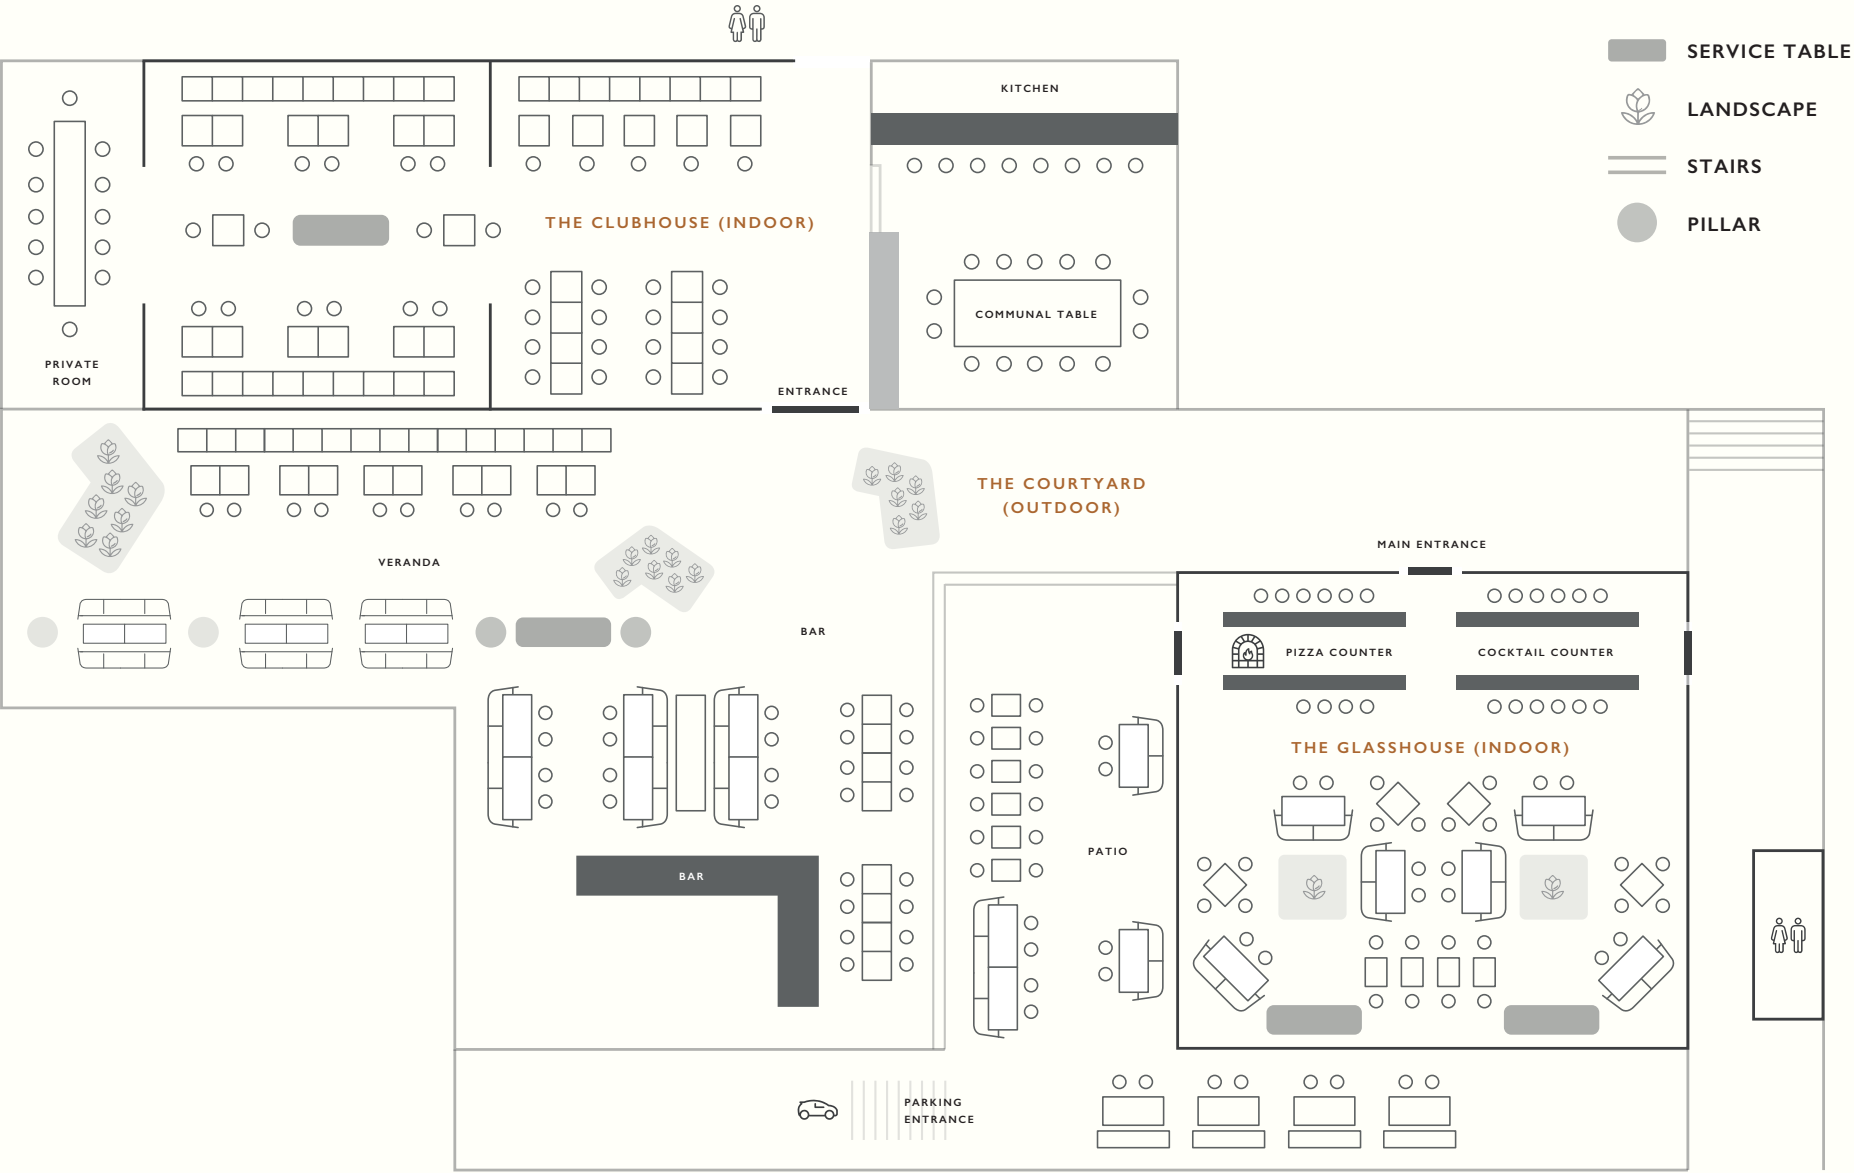 SERVICE TABLE
LANDSCAPE
STAIRS
PILLAR
KITCHEN
THE CLUBHOUSE (INDOOR)
COMMUNAL TABLE
PRIVATE
ROOM
ENTRANCE
THE COURTYARD
(OUTDOOR)
MAIN ENTRANCE
VERANDA
BAR
PIZZA COUNTER
COCKTAIL COUNTER
THE GLASSHOUSE (INDOOR)
PATIO
BAR
PARKING
ENTRANCE